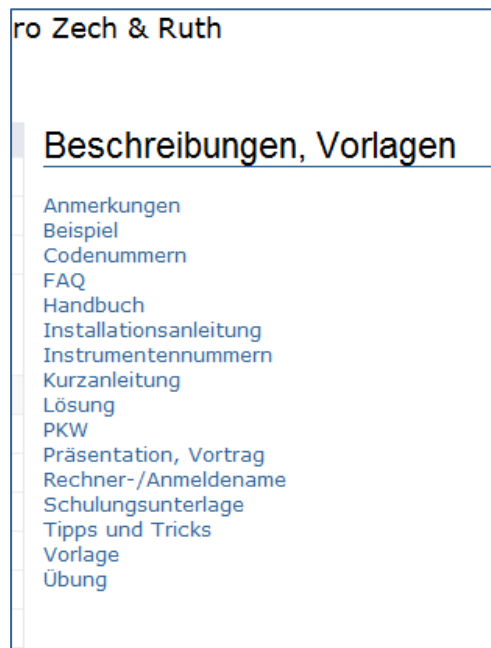 ro Zech & Ruth
Beschreibungen, Vorlagen
Anmerkungen
Beispiel
Codenummern
FAQ
Handbuch
Installationsanleitung
Instrumentennummern
Kurzanleitung
Lösung
PKW
Präsentation, Vortrag
Rechner-/Anmeldename
Schulungsunterlage
Tipps und Tricks
Vorlage
Übung